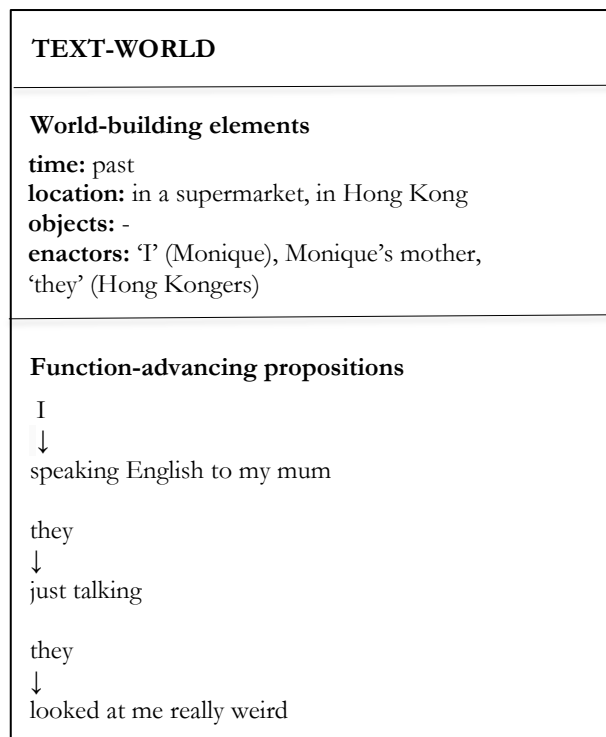 TEXT-WORLD
World-building elements
time: past
location: in a supermarket, in Hong Kong
objects: -
enactors: ‘I’ (Monique), Monique’s mother,
‘they’ (Hong Kongers)
Function-advancing propositions
I
↓
speaking English to my mum
they
↓
just talking
they
↓
looked at me really weird